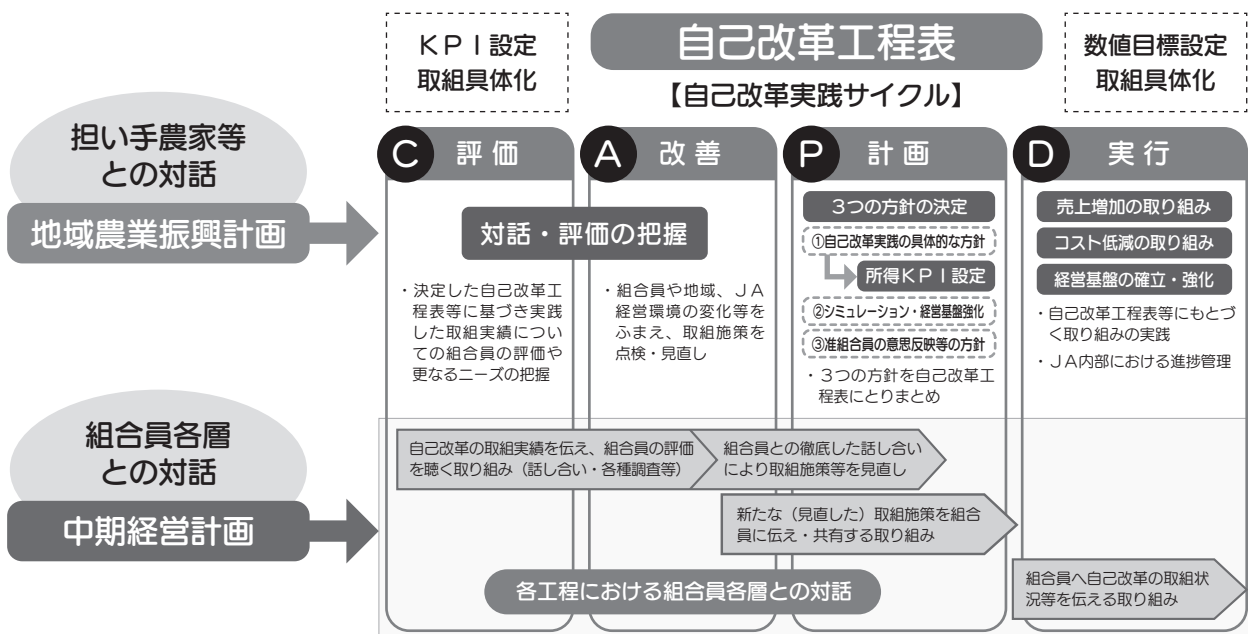 KPI設定
取組具体化
自己改革工程表
【自己改革実践サイクル】
数値目標設定
取組具体化
担い手農家等
との対話
地域農業振興計画
C 評価
A 改善
P 計画
D 実行
対話・評価の把握
・決定した自己改革工
程表等に基づき実践
した取組実績につい
ての組合員の評価や
更なるニーズの把握
・組合員や地域、JA
経営環境の変化等を
ふまえ、取組施策を
点検・見直し
3つの方針の決定
①自己改革実践の具体的な方針
所得KPI設定
②シミュレーション・経営基盤強化
③准組合員の意思反映等の方針
・3つの方針を自己改革工
程表にとりまとめ
売上増加の取り組み
コスト低減の取り組み
経営基盤の確立・強化
・自己改革工程表等にもとづ
く取り組みの実践
・JA内部における進捗管理
組合員各層
との対話
中期経営計画
自己改革の取組実績を伝え、組合員の評価
を聴く取り組み（話し合い・各種調査等）
組合員との徹底した話し合い
により取組施策等を見直し
新たな（見直した）取組施策を組合
員に伝え・共有する取り組み
各工程における組合員各層との対話
組合員へ自己改革の取組状
況等を伝える取り組み